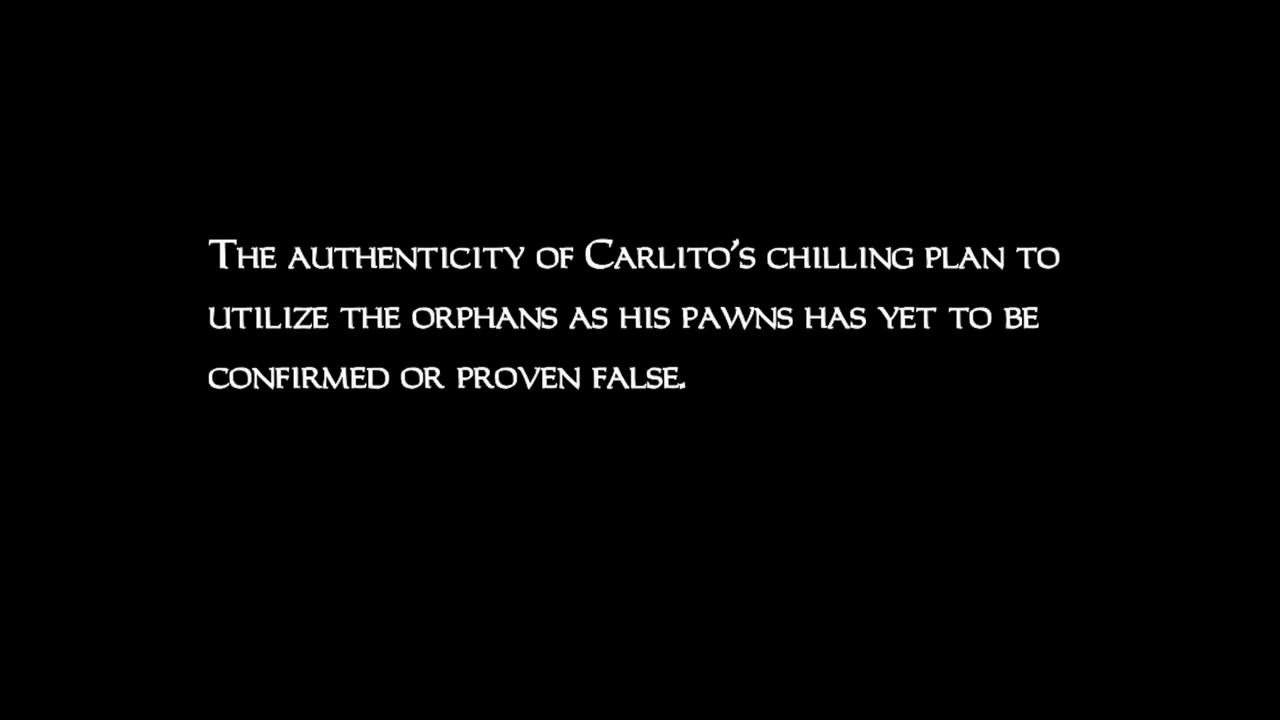 The authenticity of Carlito's chilling plan to
utilize the orphans as his pawns has yet to be
confirmed or proven false.